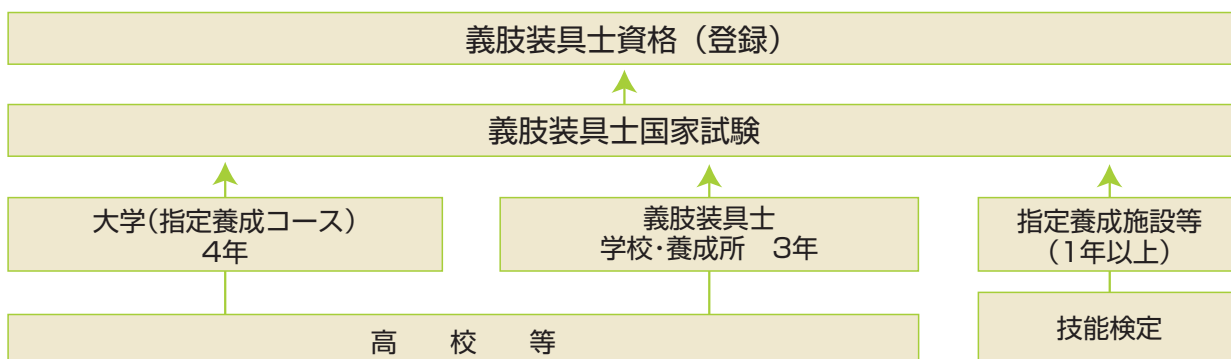 義肢装具士資格（登録）
義肢装具士国家試験
大学（指定養成コース）
4年
義肢装具士
学校・養成所　3年
指定養成施設等
（1年以上）
高　校　等
技能検定